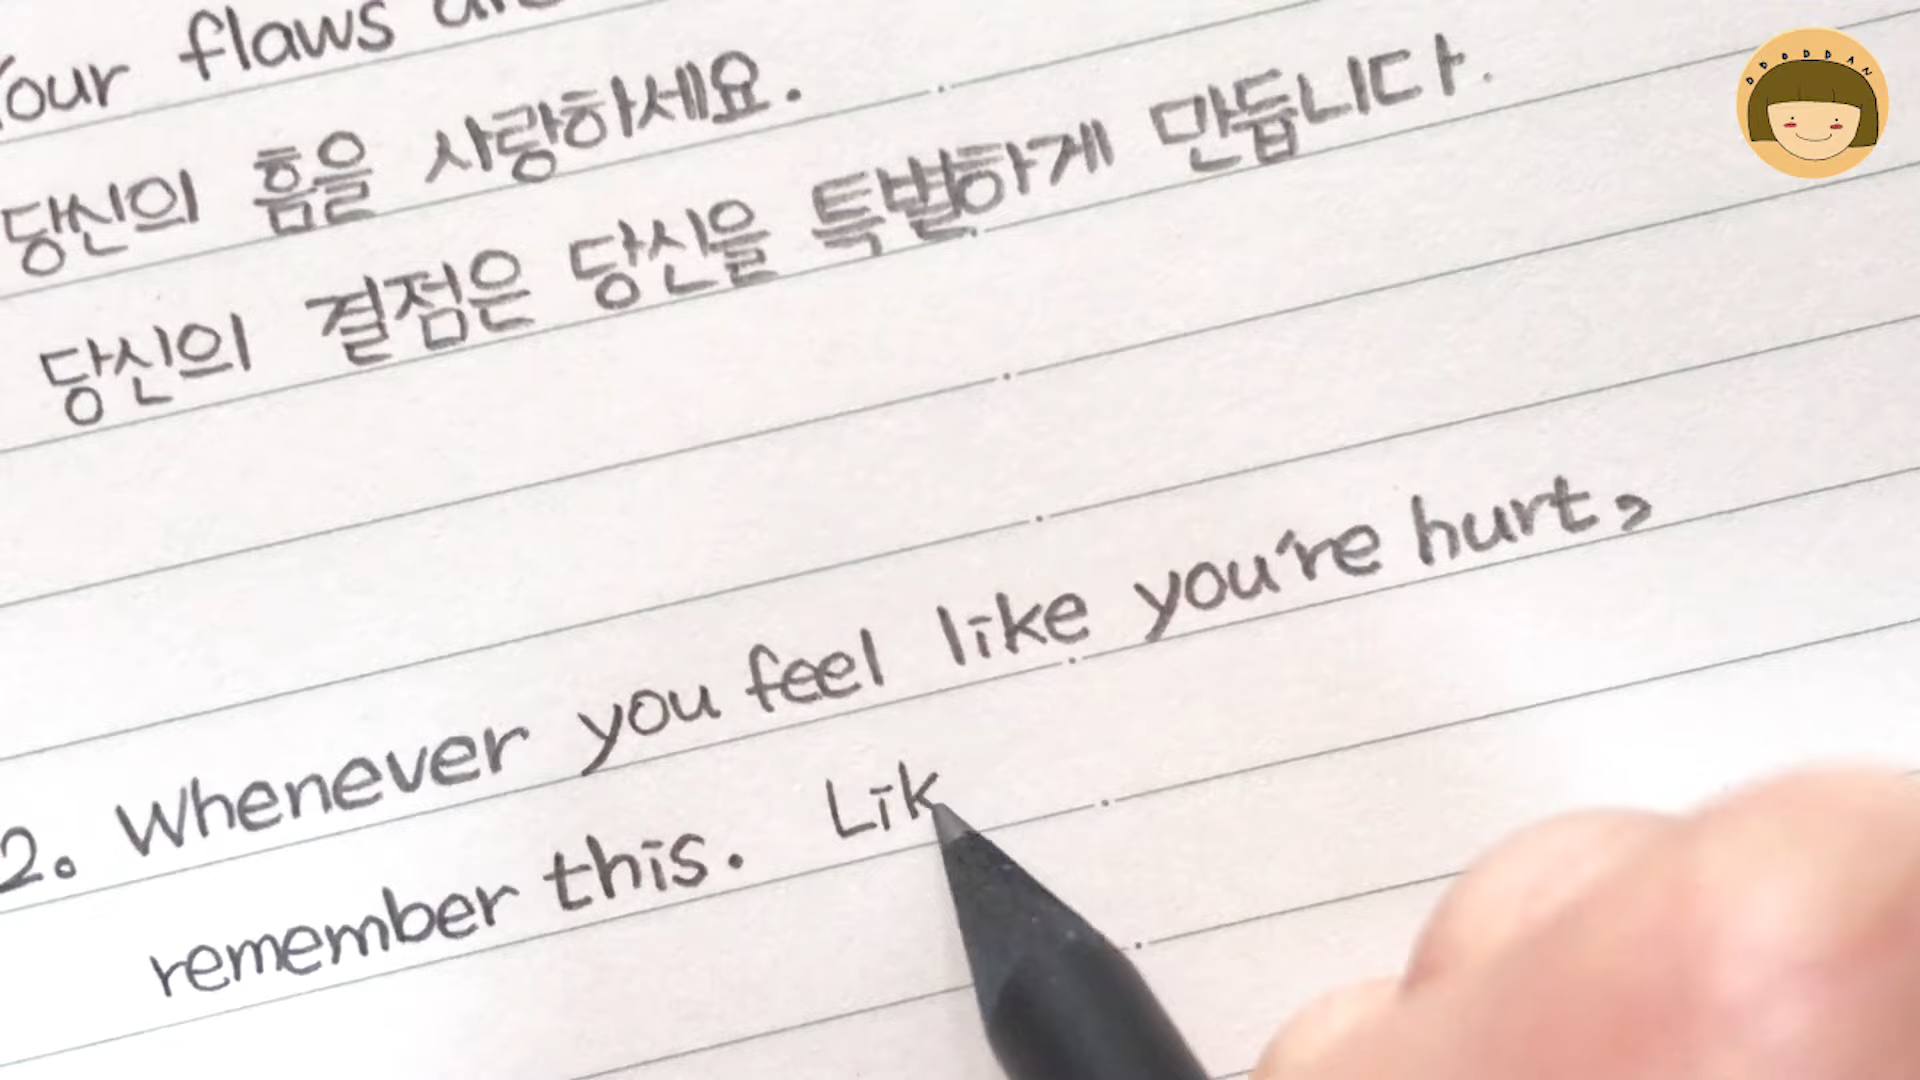 Your flaws
당신의 흠을 사랑하세요.
당신의 결점은 당신을 특별하게 만듭니다.
2. Whenever you feel like you're hurt,
remember this. Lik
DDODDAN